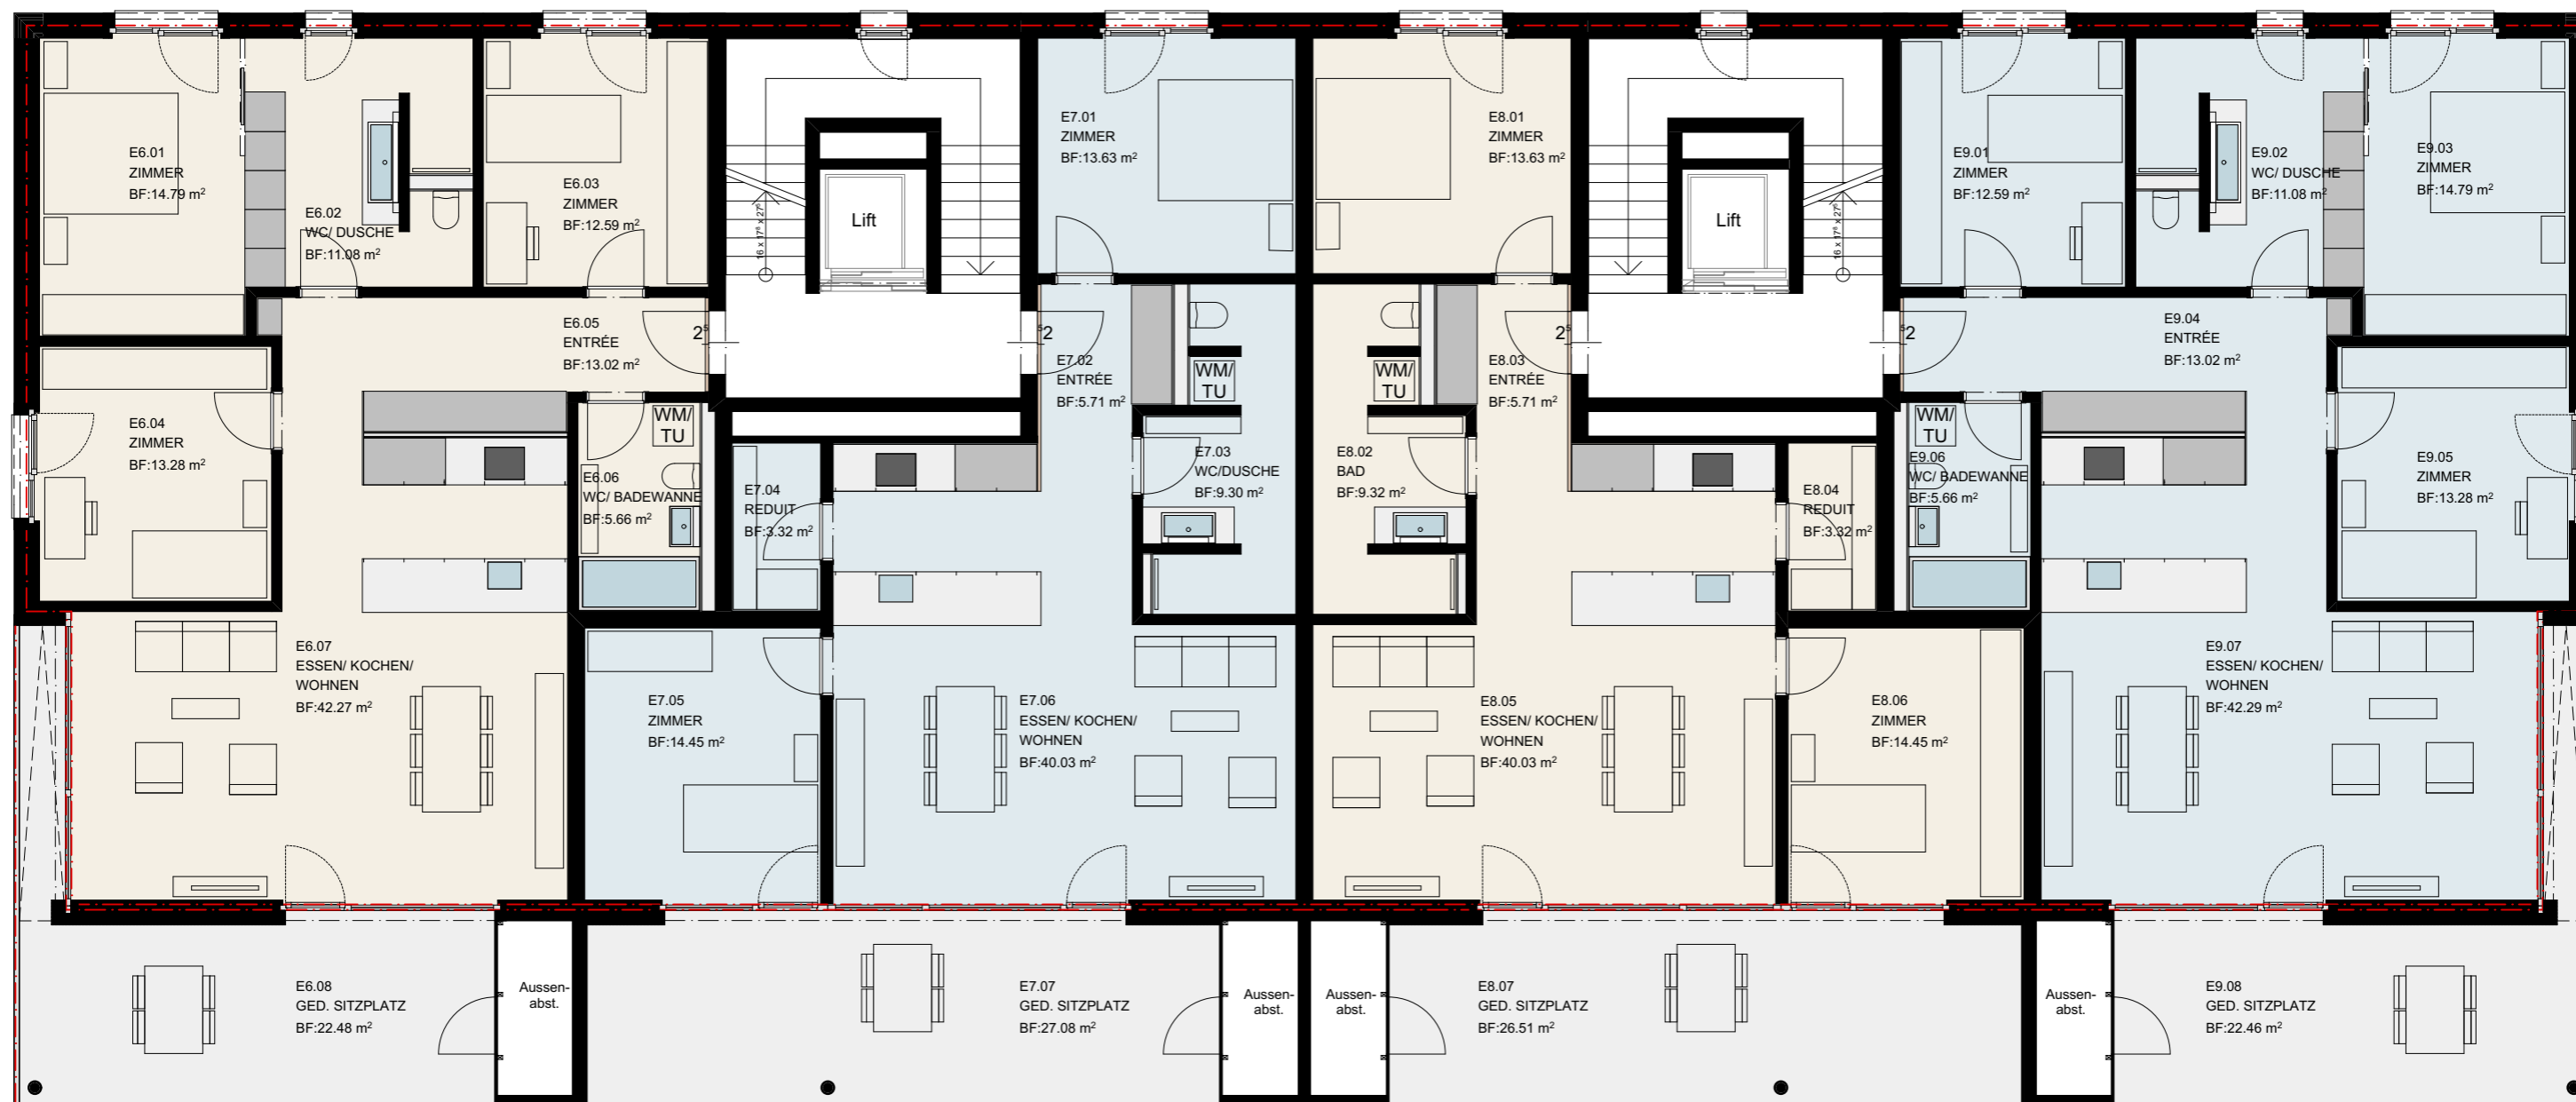 E6.01
ZIMMER
BF:14.79 m²
E6.02
WC/ DUSCHE
BF:11.08 m²
E6.03
ZIMMER
BF:12.59 m²
16 x 17⁸ x 27⁵
Lift
E7.01
ZIMMER
BF:13.63 m²
E8.01
ZIMMER
BF:13.63 m²
Lift
16 x 17⁸ x 27⁵
E9.01
ZIMMER
BF:12.59 m²
E9.02
WC/ DUSCHE
BF:11.08 m²
E9.03
ZIMMER
BF:14.79 m²
E6.04
ZIMMER
BF:13.28 m²
E6.05
ENTRÉE
BF:13.02 m²
2⁵
⁵2
E7.02
ENTRÉE
BF:5.71 m²
WM/
TU
WM/
TU
E8.03
ENTRÉE
BF:5.71 m²
2⁵
⁵2
E9.04
ENTRÉE
BF:13.02 m²
WM/
TU
E6.06
WC/ BADEWANNE
BF:5.66 m²
E7.04
REDUIT
BF:3.32 m²
E7.03
WC/DUSCHE
BF:9.30 m²
E8.02
BAD
BF:9.32 m²
E8.04
REDUIT
BF:3.32 m²
WM/
TU
E9.06
WC/ BADEWANNE
BF:5.66 m²
E9.05
ZIMMER
BF:13.28 m²
E6.07
ESSEN/ KOCHEN/
WOHNEN
BF:42.27 m²
E7.05
ZIMMER
BF:14.45 m²
E7.06
ESSEN/ KOCHEN/
WOHNEN
BF:40.03 m²
E8.05
ESSEN/ KOCHEN/
WOHNEN
BF:40.03 m²
E8.06
ZIMMER
BF:14.45 m²
E9.07
ESSEN/ KOCHEN/
WOHNEN
BF:42.29 m²
E6.08
GED. SITZPLATZ
BF:22.48 m²
Aussen-
abst.
E7.07
GED. SITZPLATZ
BF:27.08 m²
Aussen-
abst.
Aussen-
abst.
E8.07
GED. SITZPLATZ
BF:26.51 m²
Aussen-
abst.
E9.08
GED. SITZPLATZ
BF:22.46 m²